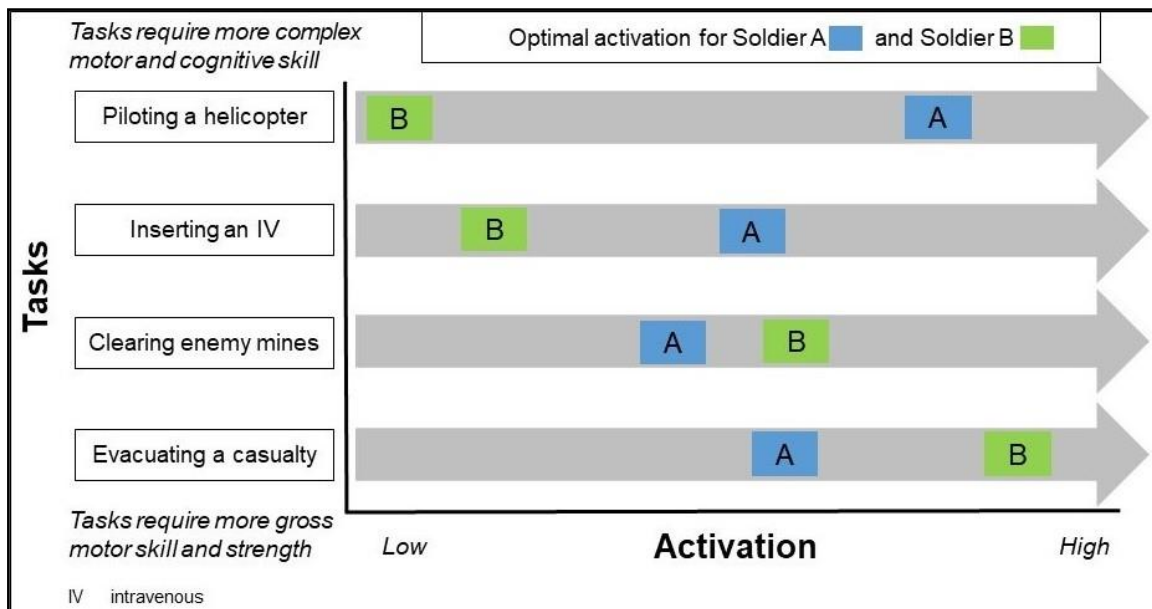 Tasks require more complex
motor and cognitive skill
Optimal activation for Soldier A and Soldier B
Piloting a helicopter
B
A
Inserting an IV
B
A
Tasks
Clearing enemy mines
A
B
Evacuating a casualty
A
B
Tasks require more gross
motor skill and strength
Low
Activation
High
IV intravenous